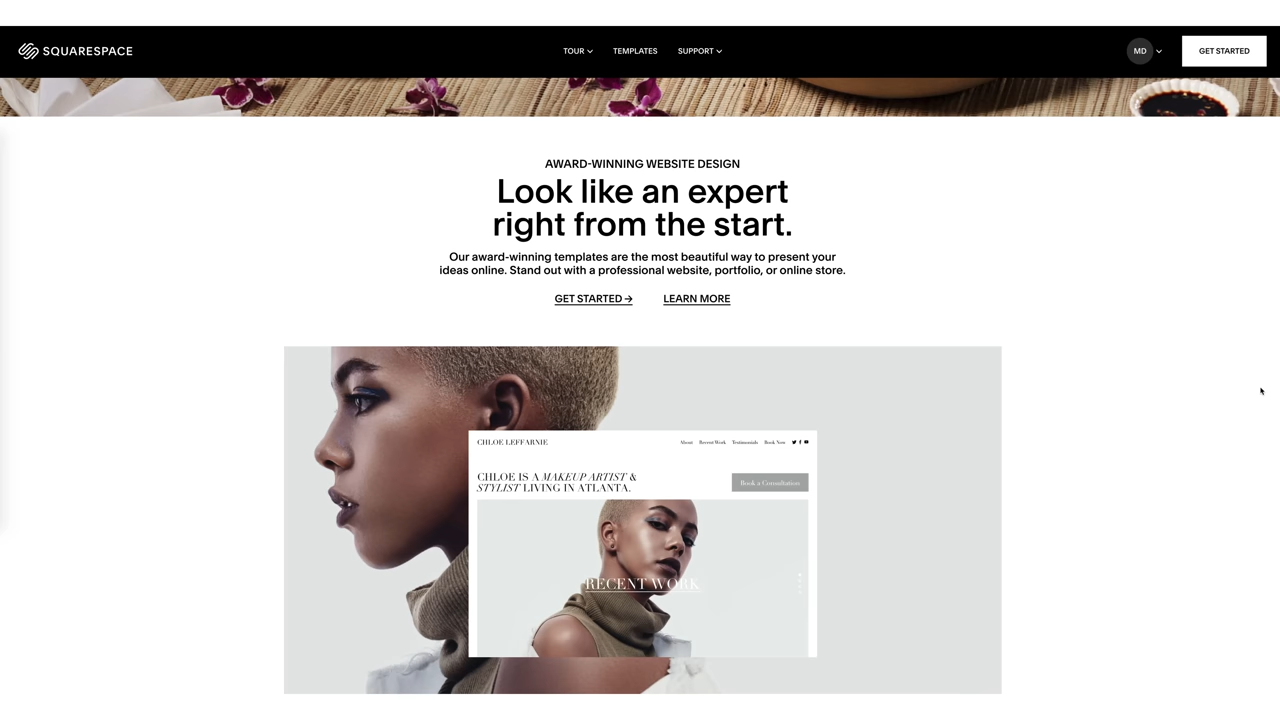 SQUARESPACE
TOUR
TEMPLATES
SUPPORT
MD
GET STARTED
AWARD-WINNING WEBSITE DESIGN
Look like an expert
right from the start.
Our award-winning templates are the most beautiful way to present your
ideas online. Stand out with a professional website, portfolio, or online store.
GET STARTED →
LEARN MORE
CHLOE LEFFARNIE
About
Recent Work
Testimonials
Book Now
CHLOE IS A MAKEUP ARTIST &
STYLIST LIVING IN ATLANTA.
Book a Consultation
RECENT WORK